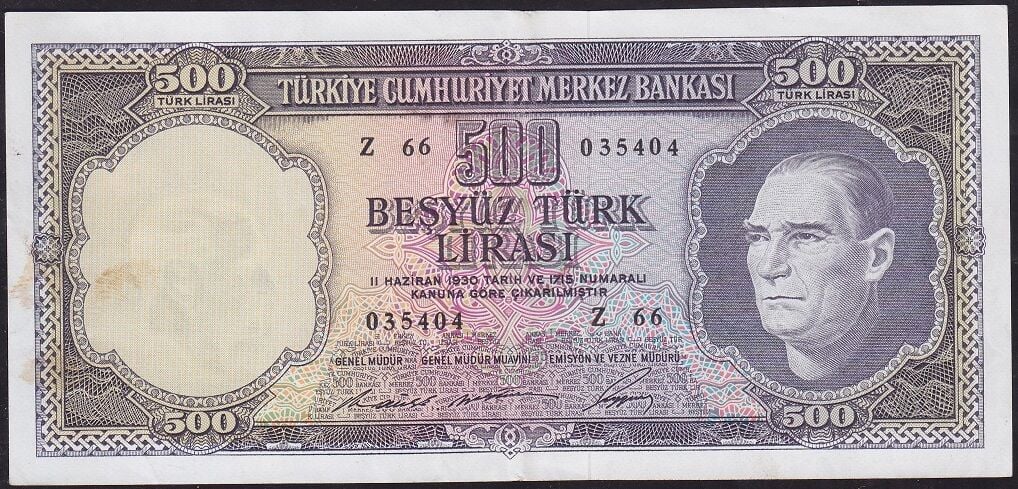 500
TÜRK LİRASI
TÜRKİYE CUMHURİYET MERKEZ BANKASI
500
TÜRK LİRASI
Z 66 500 035404
BEŞYÜZ TÜRK
LİRASI
11 HAZİRAN 1930 TARİH VE 1715 NUMARALI
KANUNA GÖRE ÇIKARILMIŞTIR
035404 Z 66
GENEL MÜDÜR GENEL MÜDÜR MUAVİNİ EMİSYON VE VEZNE MÜDÜRÜ
500 500